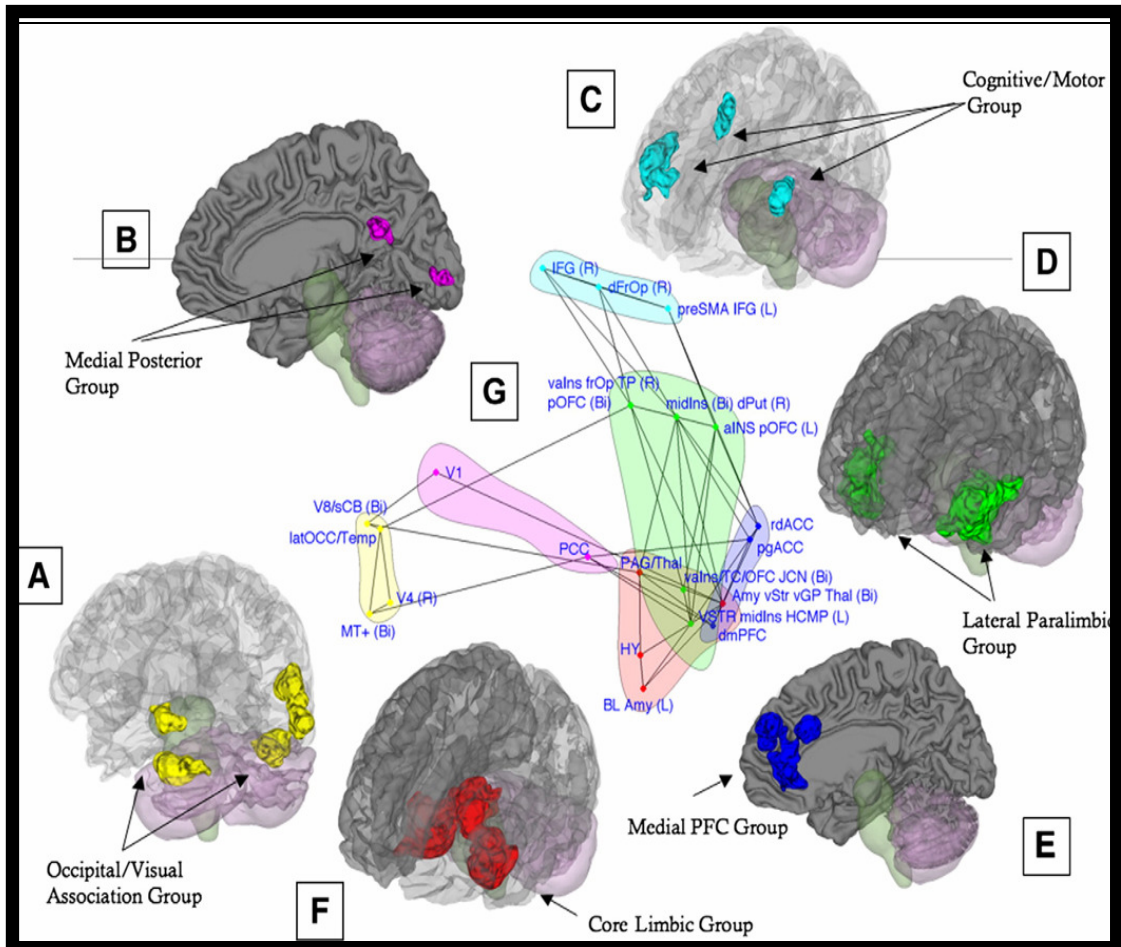 C
Cognitive/Motor
Group
B
D
IFG (R)
dFrOp (R)
preSMA IFG (L)
Medial Posterior
Group
G
vaIns frOp TP (R)
pOFC (Bi)
midIns (Bi) dPut (R)
aINS pOFC (L)
V1
V8/sCB (Bi)
latOCC/Temp
rdACC
pgACC
PCC
PAG/Thal
vaIns/TC/OFC JCN (Bi)
Amy vStr vGP Thal (Bi)
A
V4 (R)
VSTR midIns HCMP (L)
MT+ (Bi)
dmPFC
Lateral Paralimbic
Group
HY
BL Amy (L)
Medial PFC Group
E
Occipital/Visual
Association Group
F
Core Limbic Group